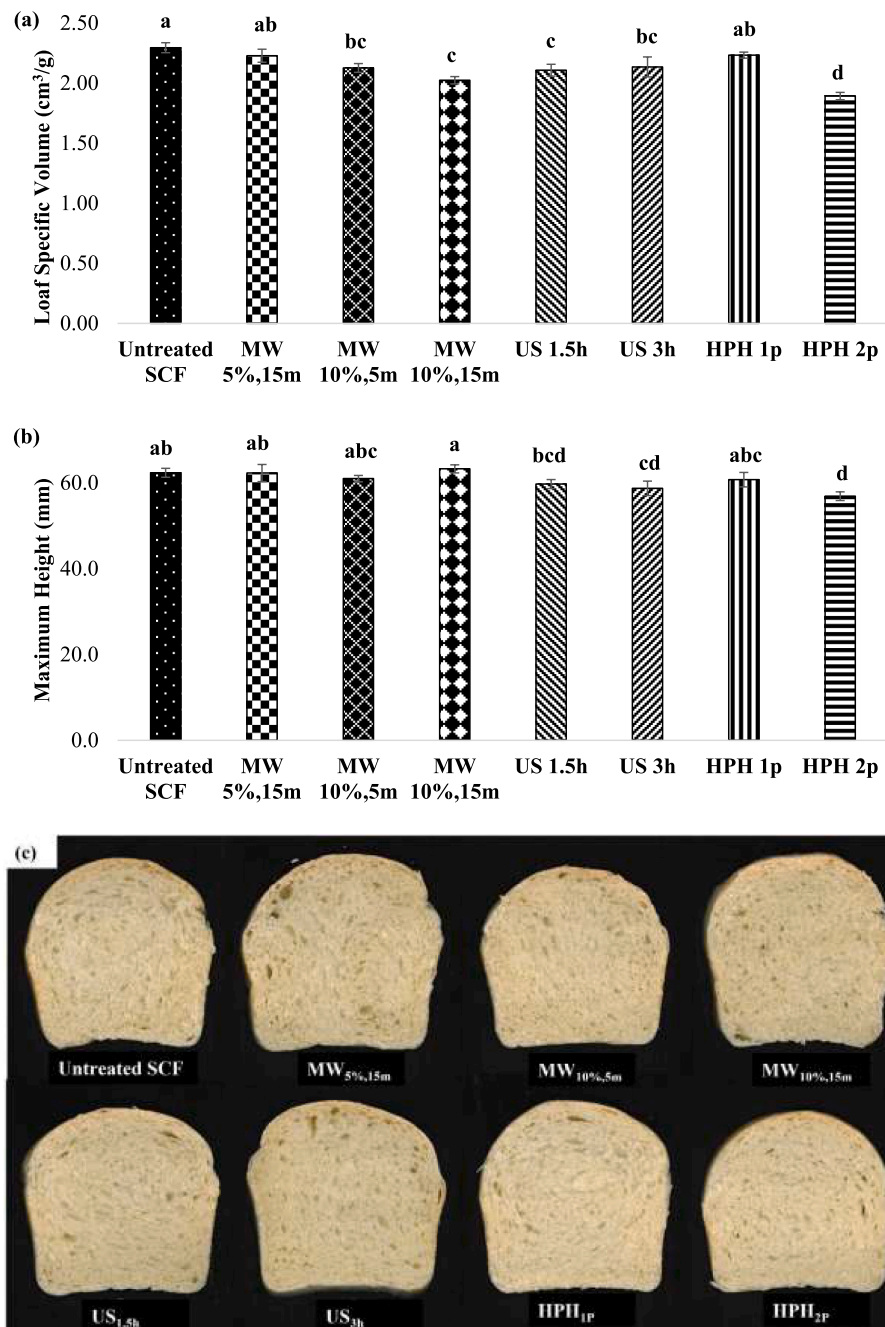 (a)
Loaf Specific Volume (cm³/g)
2.50
2.00
1.50
1.00
0.50
0.00
a
ab
bc
c
c
bc
ab
d
Untreated SCF
MW 5%,15m
MW 10%,5m
MW 10%,15m
US 1.5h
US 3h
HPH 1p
HPH 2p
(b)
Maximum Height (mm)
60.0
40.0
20.0
0.0
ab
ab
abc
a
bcd
cd
abc
d
Untreated SCF
MW 5%,15m
MW 10%,5m
MW 10%,15m
US 1.5h
US 3h
HPH 1p
HPH 2p
(c)
Untreated SCF
MW5%,15m
MW10%,5m
MW10%,15m
US1.5h
US3h
HPH1P
HPH2P